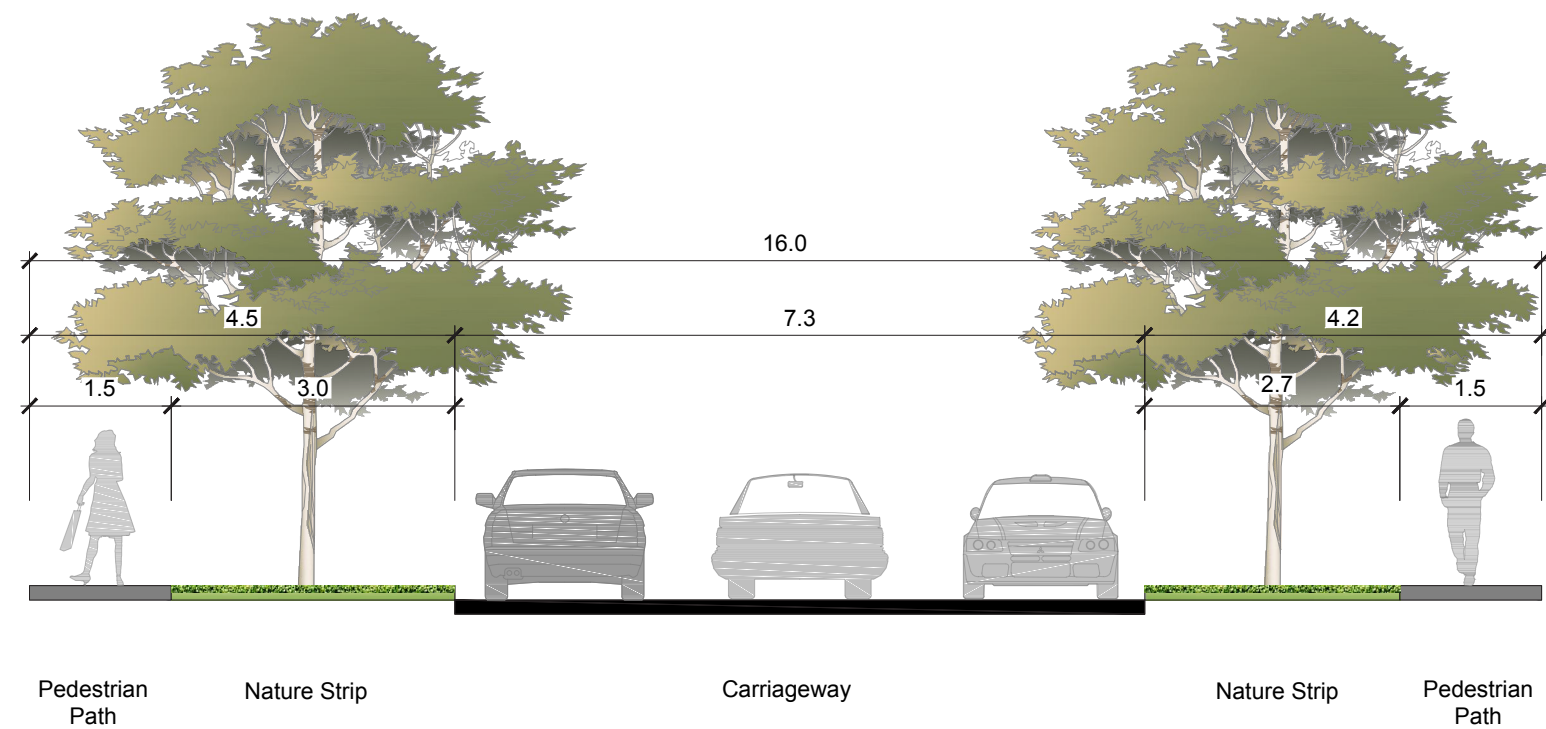 16.0
4.5
7.3
4.2
1.5
3.0
2.7
1.5
Pedestrian
Path
Nature Strip
Carriageway
Nature Strip
Pedestrian
Path